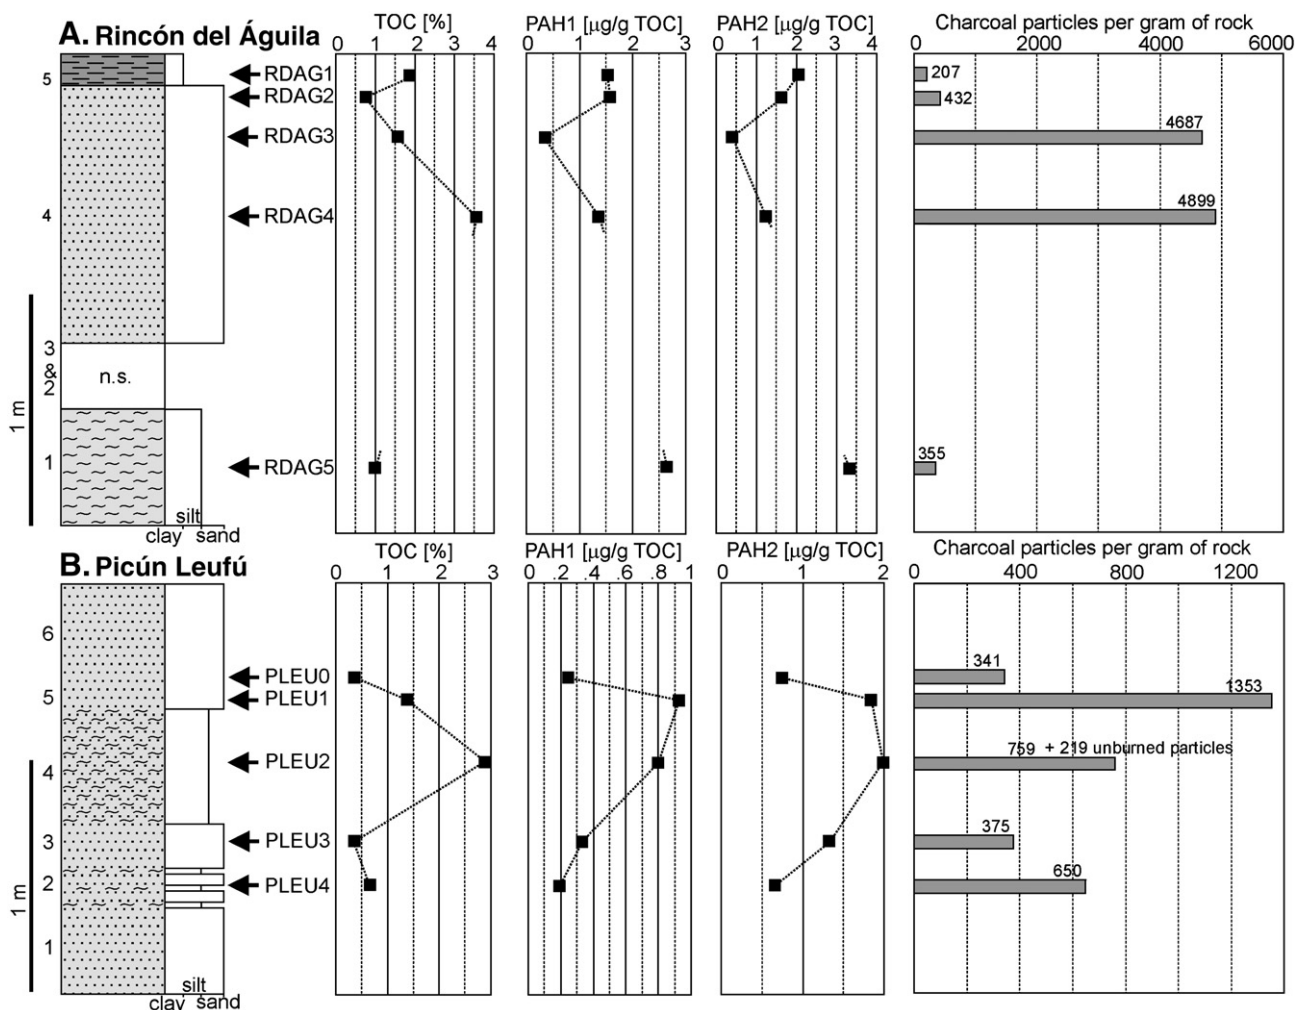 A. Rincón del Águila
TOC [%]
PAH1 [µg/g TOC]
PAH2 [µg/g TOC]
Charcoal particles per gram of rock
0 1 2 3 4
0 1 2 3
0 1 2 3 4
0 2000 4000 6000
5
RDAG1
207
RDAG2
432
RDAG3
4687
4
RDAG4
4899
3
&
2
n.s.
1 m
1
RDAG5
355
silt
clay sand
B. Picún Leufú
TOC [%]
PAH1 [µg/g TOC]
PAH2 [µg/g TOC]
Charcoal particles per gram of rock
0 1 2 3
0 .2 .4 .6 .8 1
0 1 2
0 400 800 1200
6
PLEU0
341
5
PLEU1
1353
4
PLEU2
759 + 219 unburned particles
3
PLEU3
375
2
PLEU4
650
1 m
1
silt
clay sand